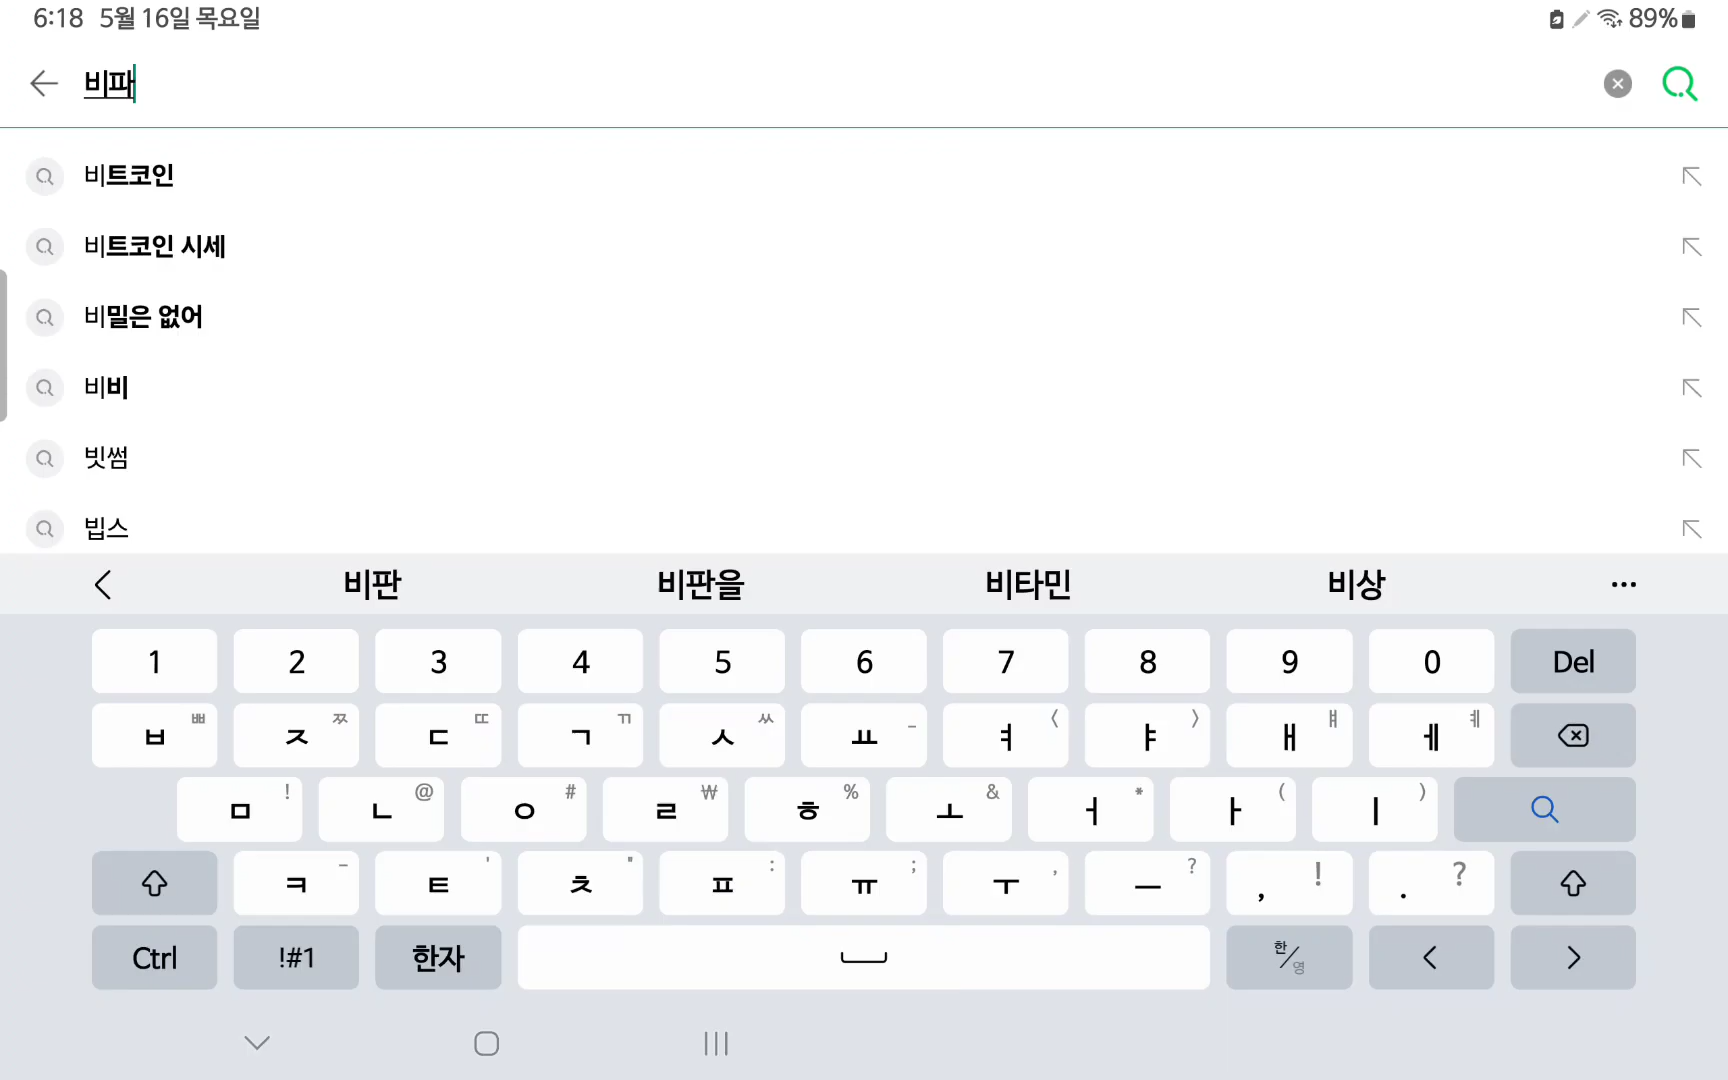 6:18 5월 16일 목요일 89%
비파
비트코인
비트코인 시세
비밀은 없어
비비
빗썸
빕스
비판 비판을 비타민 비상 ···
1 2 3 4 5 6 7 8 9 0 Del
ㅂ ㅃ ㅈ ㅉ ㄷ ㄸ ㄱ ㄲ ㅅ ㅆ ㅛ - ㅕ 〈 ㅑ 〉 ㅐ ㅒ ㅔ ㅖ
ㅁ ! ㄴ @ ㅇ # ㄹ ₩ ㅎ % ㅗ & ㅓ * ㅏ ( ㅣ )
ㅋ - ㅌ ' ㅊ " ㅍ : ㅠ ; ㅜ , ㅡ ? , ! . ?
Ctrl !#1 한자 한/영 < >